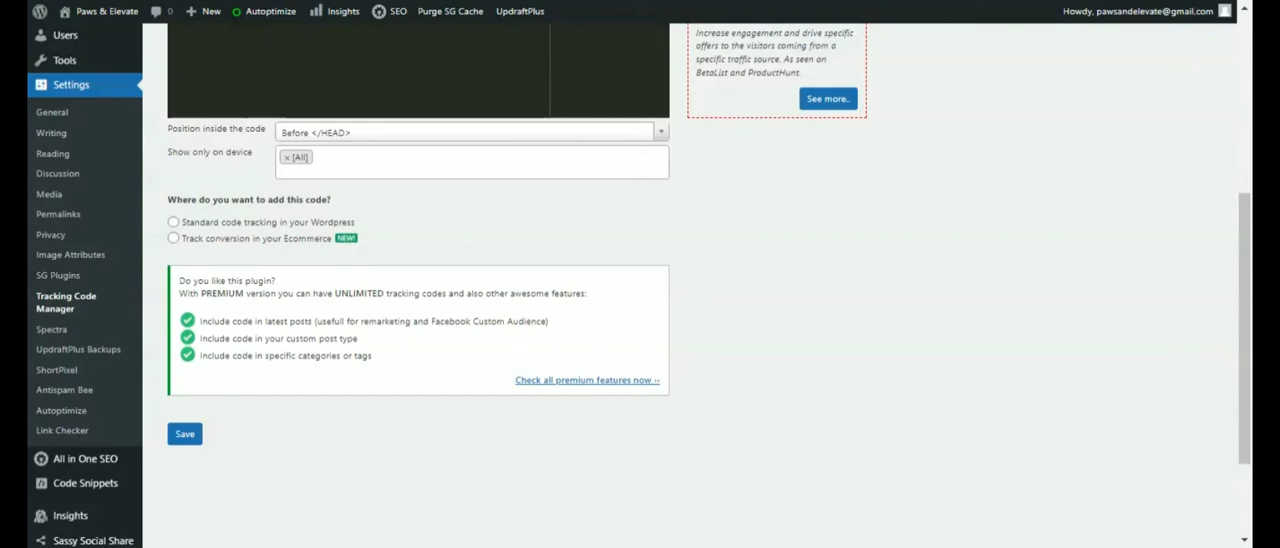 Paws & Elevate 0 New Autoptimize Insights SEO Purge SG Cache UpdraftPlus Howdy, pawsandelevate@gmail.com
Users
Tools
Settings
General
Writing
Reading
Discussion
Media
Permalinks
Privacy
Image Attributes
SG Plugins
Tracking Code
Manager
Spectra
UpdraftPlus Backups
ShortPixel
Antispam Bee
Autoptimize
Link Checker
All in One SEO
Code Snippets
Insights
Sassy Social Share
Position inside the code Before </HEAD>
Show only on device × [All]
Where do you want to add this code?
Standard code tracking in your Wordpress
Track conversion in your Ecommerce NEW!
Do you like this plugin?
With PREMIUM version you can have UNLIMITED tracking codes and also other awesome features:
Include code in latest posts (usefull for remarketing and Facebook Custom Audience)
Include code in your custom post type
Include code in specific categories or tags
Check all premium features now ››
Save
Increase engagement and drive specific
offers to the visitors coming from a
specific traffic source. As seen on
BetaList and ProductHunt.
See more..